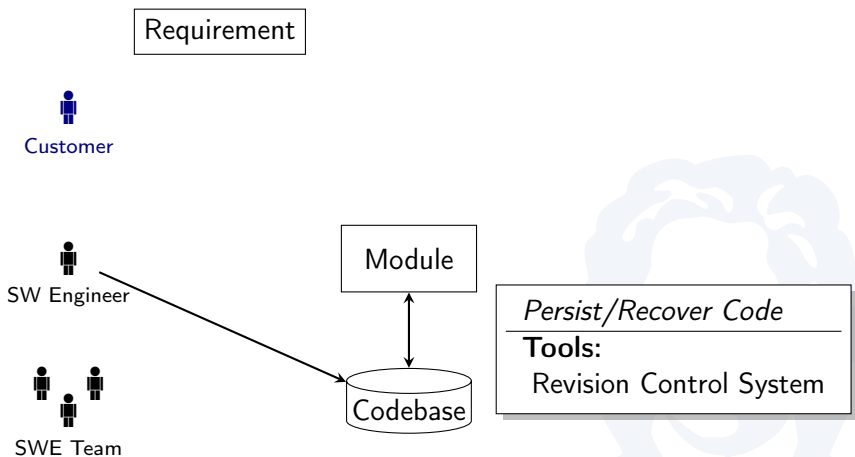 Requirement
Customer
SW Engineer
Module
Persist/Recover Code
Tools:
Revision Control System
Codebase
SWE Team